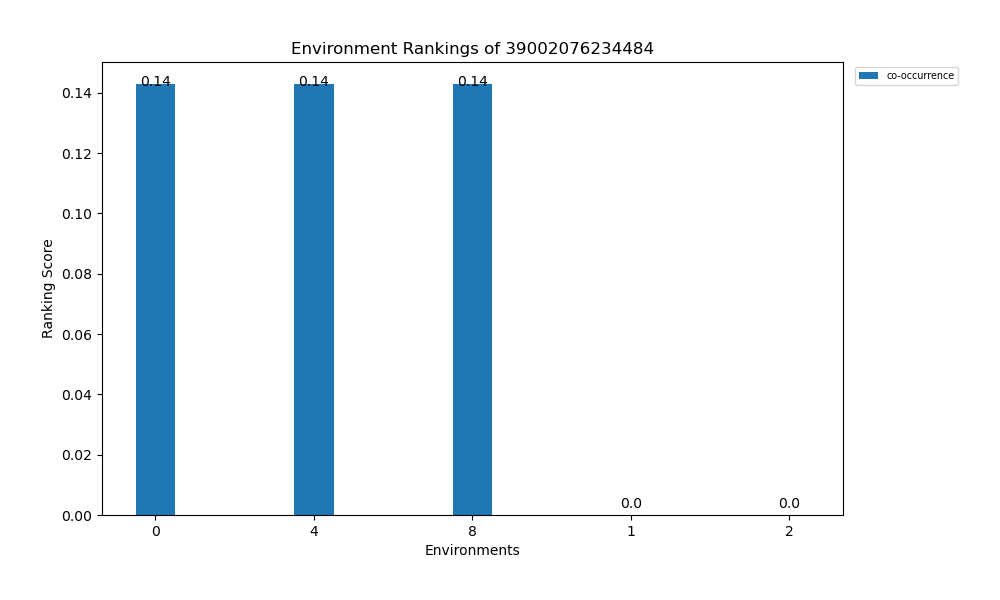 Environment Rankings of 39002076234484
co-occurrence
0.14 0.14 0.14 0.0 0.0
Ranking Score
0.14
0.12
0.10
0.08
0.06
0.04
0.02
0.00
0 4 8 1 2
Environments